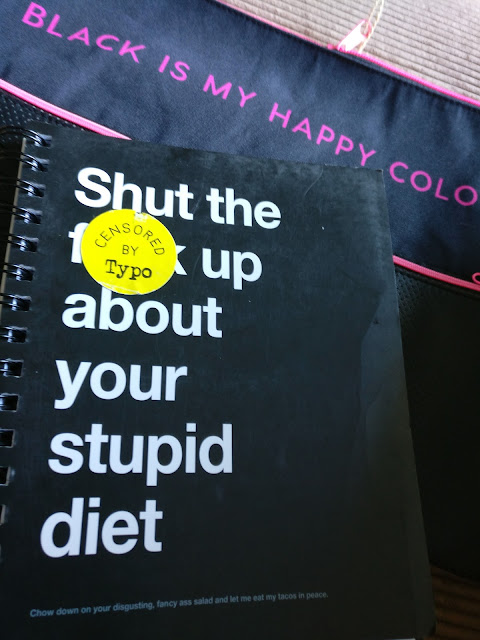 BLACK IS MY HAPPY COLO
Shut the
f k up
CENSORED
BY
Typo
about
your
stupid
diet
Chow down on your disgusting, fancy ass salad and let me eat my tacos in peace.